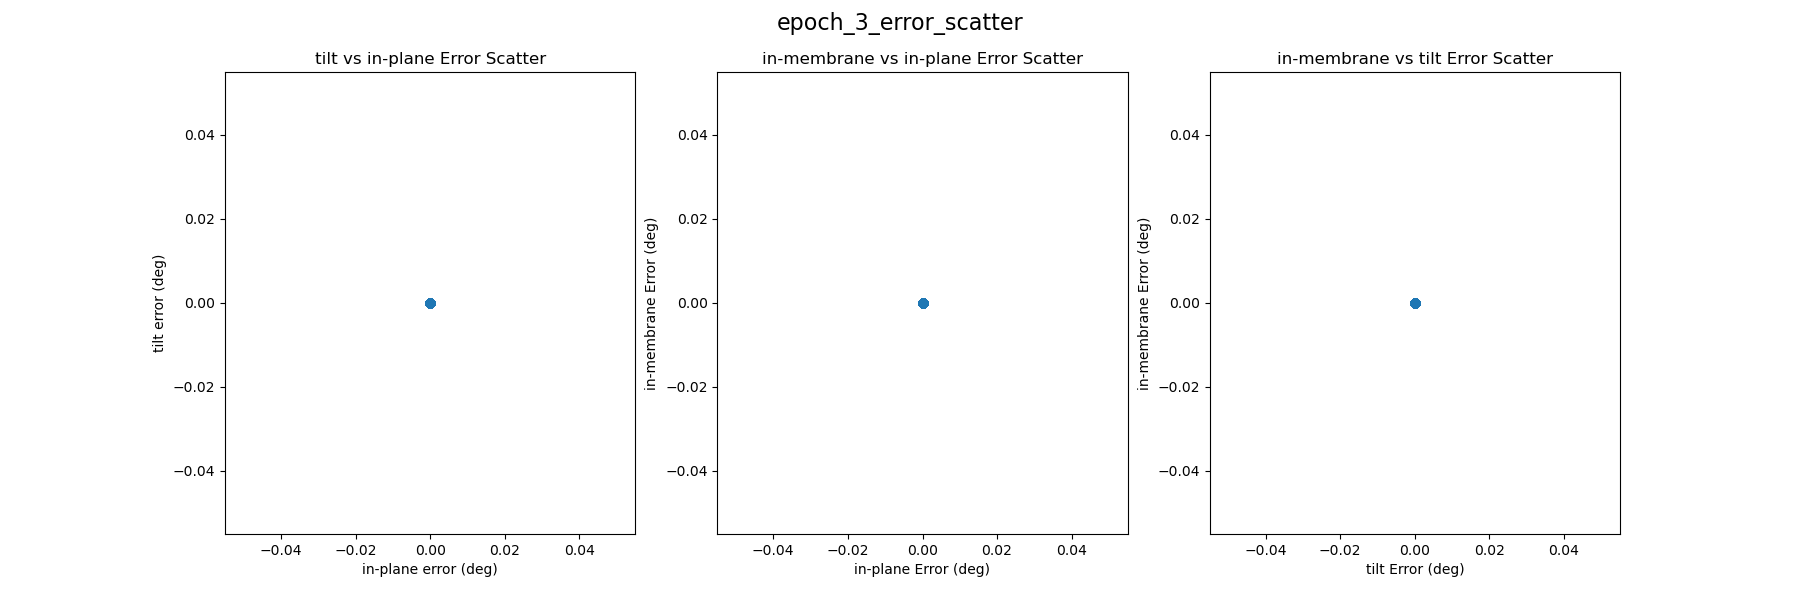 epoch_3_error_scatter
tilt vs in-plane Error Scatter
tilt error (deg)
0.04
0.02
0.00
−0.02
−0.04
−0.04 −0.02 0.00 0.02 0.04
in-plane error (deg)
in-membrane vs in-plane Error Scatter
in-membrane Error (deg)
0.04
0.02
0.00
−0.02
−0.04
−0.04 −0.02 0.00 0.02 0.04
in-plane Error (deg)
in-membrane vs tilt Error Scatter
in-membrane Error (deg)
0.04
0.02
0.00
−0.02
−0.04
−0.04 −0.02 0.00 0.02 0.04
tilt Error (deg)